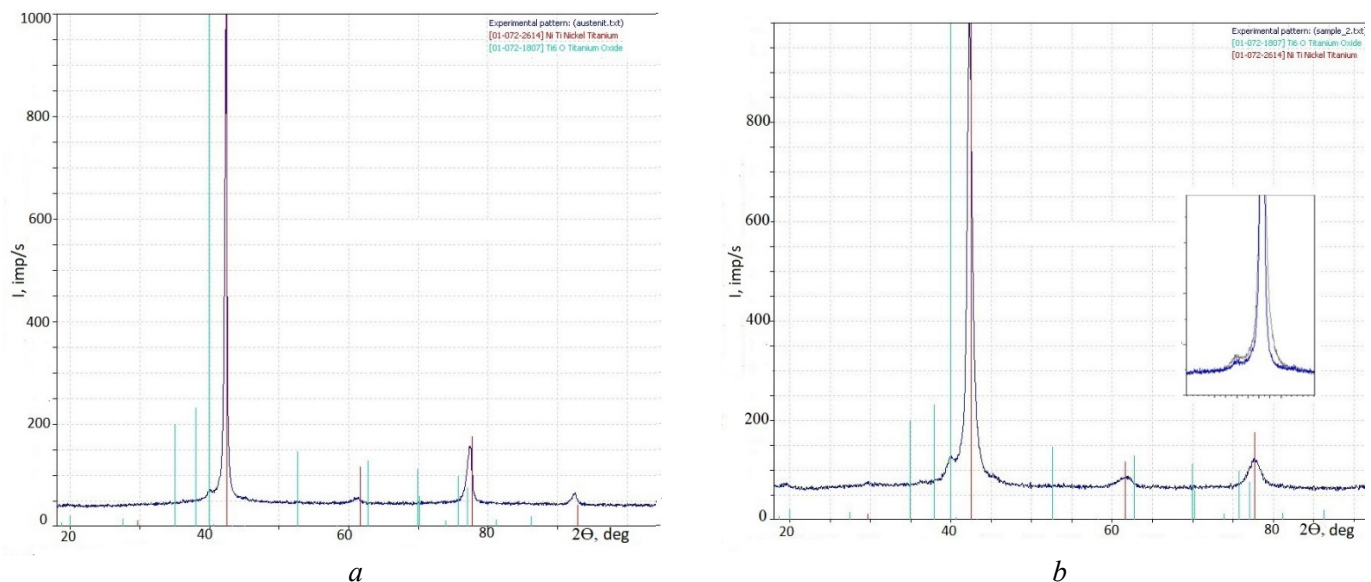 Experimental pattern: (austenit.txt)
[01-072-2614] Ni Ti Nickel Titanium
[01-072-1807] Ti6 O Titanium Oxide
1000
800
600
400
200
0
I, imp/s
20
40
60
80
2Θ, deg
a
Experimental pattern: (sample_2.txt)
[01-072-1807] Ti6 O Titanium Oxide
[01-072-2614] Ni Ti Nickel Titanium
800
600
400
200
0
I, imp/s
20
40
60
80
2Θ, deg
b